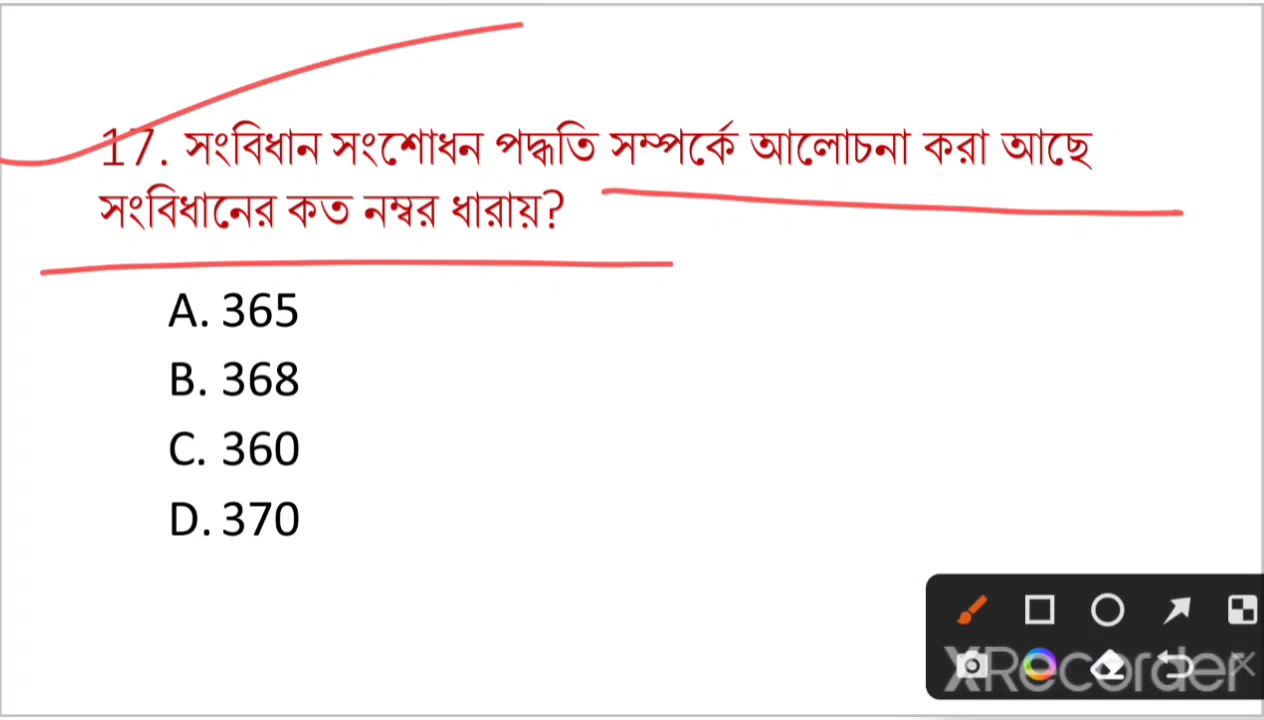 17. সংবিধান সংশোধন পদ্ধতি সম্পর্কে আলোচনা করা আছে
সংবিধানের কত নম্বর ধারায়?
A. 365
B. 368
C. 360
D. 370
XRecorder